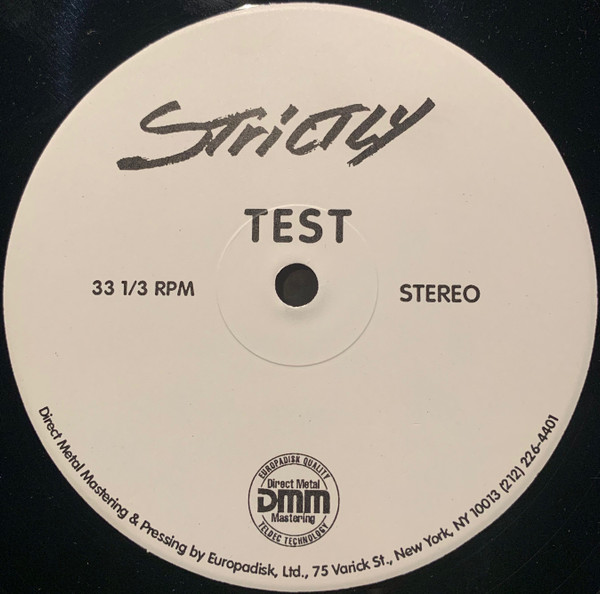 Strictly
TEST
33 1/3 RPM
STEREO
EUROPADISK QUALITY
Direct Metal
DMM
Mastering
TELDEC TECHNOLOGY
Direct Metal Mastering & Pressing by Europadisk, Ltd., 75 Varick St., New York, NY 10013 (212) 226-4401